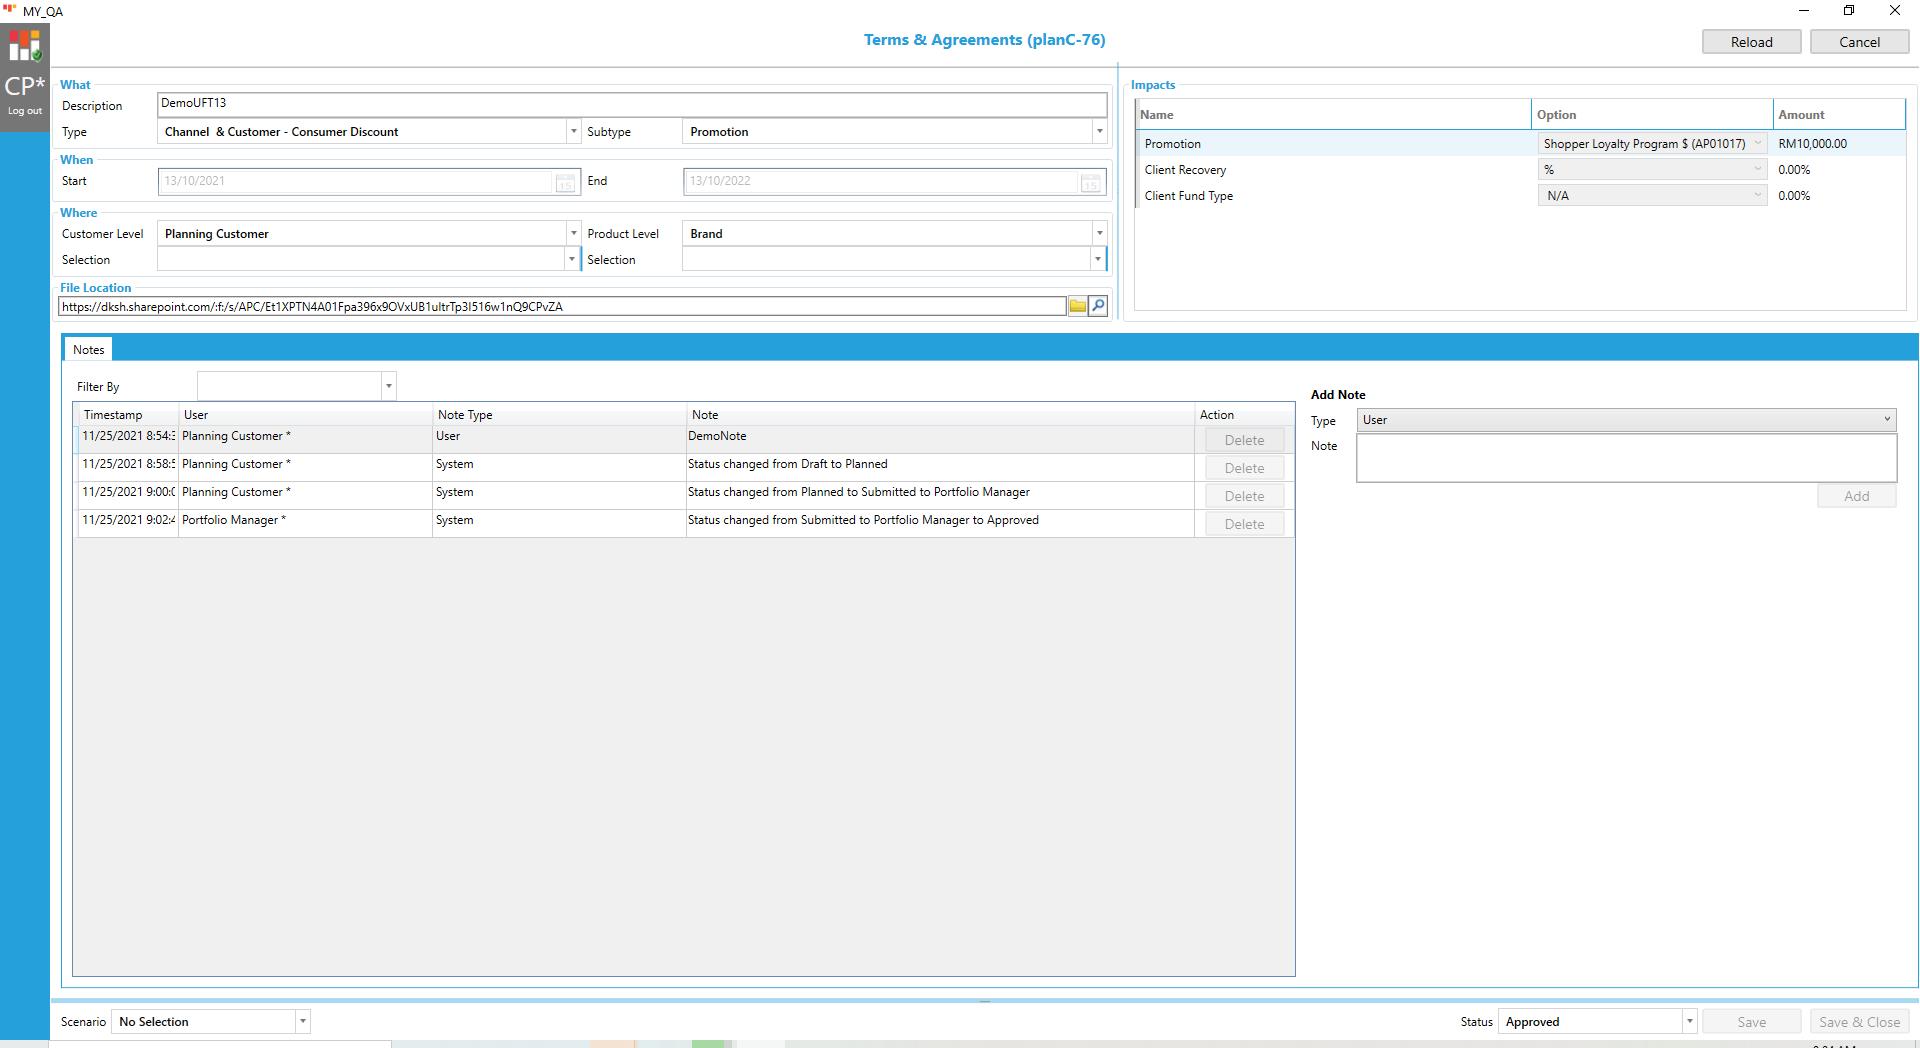 MY_QA
CP*
Log out
Terms & Agreements (planC-76)
Reload
Cancel
What
Description
DemoUFT13
Type
Channel & Customer - Consumer Discount
Subtype
Promotion
When
Start
13/10/2021
15
End
13/10/2022
15
Where
Customer Level
Planning Customer
Product Level
Brand
Selection
Selection
File Location
https://dksh.sharepoint.com/:f:/s/APC/Et1XPTN4A01Fpa396x9OVxUB1ultrTp3I516w1nQ9CPvZA
Impacts
Name Option Amount
Promotion Shopper Loyalty Program $ (AP01017) RM10,000.00
Client Recovery % 0.00%
Client Fund Type N/A 0.00%
Notes
Filter By
Timestamp User Note Type Note Action
11/25/2021 8:54:3 Planning Customer * User DemoNote Delete
11/25/2021 8:58:5 Planning Customer * System Status changed from Draft to Planned Delete
11/25/2021 9:00:0 Planning Customer * System Status changed from Planned to Submitted to Portfolio Manager Delete
11/25/2021 9:02:4 Portfolio Manager * System Status changed from Submitted to Portfolio Manager to Approved Delete
Add Note
Type User
Note
Add
Scenario No Selection
Status Approved
Save
Save & Close